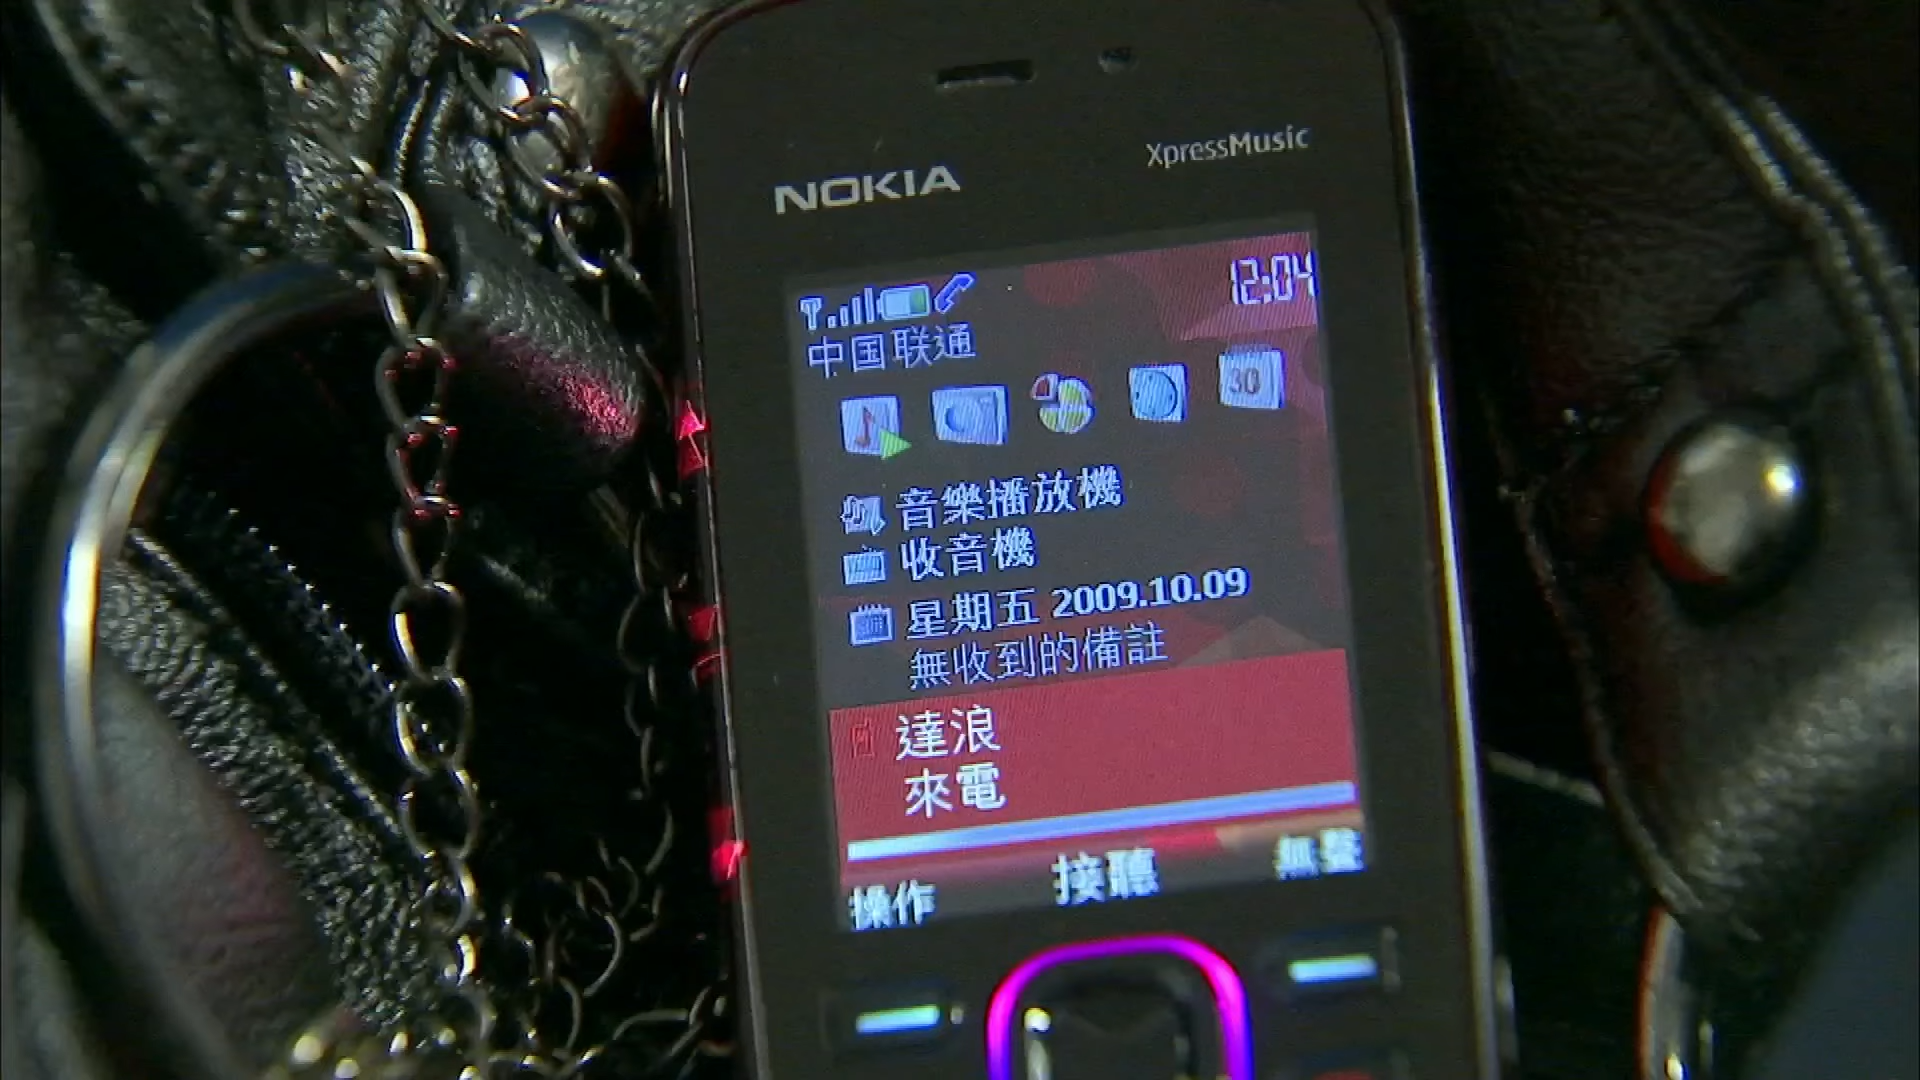 XpressMusic
NOKIA
12:04
中国联通
30
音樂播放機
收音機
星期五 2009.10.09
無收到的備註
達浪
來電
操作 接聽 無聲